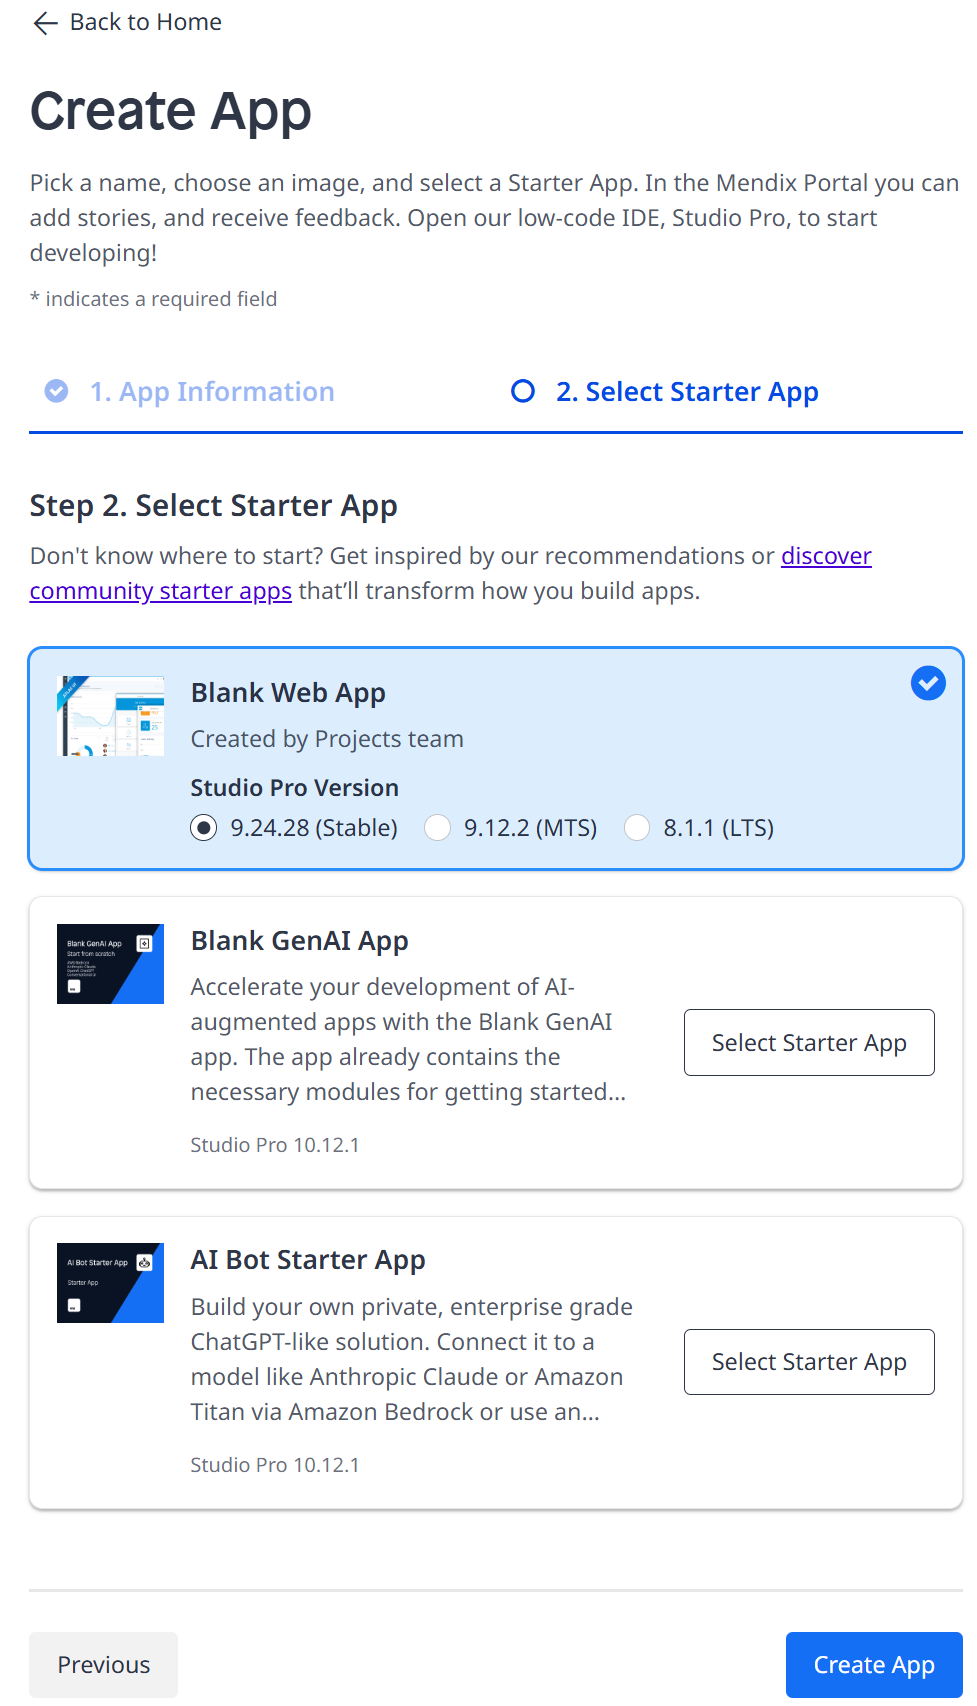 Back to Home
Create App
Pick a name, choose an image, and select a Starter App. In the Mendix Portal you can
add stories, and receive feedback. Open our low-code IDE, Studio Pro, to start
developing!
* indicates a required field
1. App Information
2. Select Starter App
Step 2. Select Starter App
Don't know where to start? Get inspired by our recommendations or discover
community starter apps that’ll transform how you build apps.
Blank Web App
Created by Projects team
Studio Pro Version
9.24.28 (Stable)
9.12.2 (MTS)
8.1.1 (LTS)
Blank GenAI App
Start from scratch
Blank GenAI App
Accelerate your development of AI-
augmented apps with the Blank GenAI
app. The app already contains the
necessary modules for getting started...
Select Starter App
Studio Pro 10.12.1
AI Bot Starter App
Starter App
AI Bot Starter App
Build your own private, enterprise grade
ChatGPT-like solution. Connect it to a
model like Anthropic Claude or Amazon
Titan via Amazon Bedrock or use an...
Select Starter App
Studio Pro 10.12.1
Previous
Create App